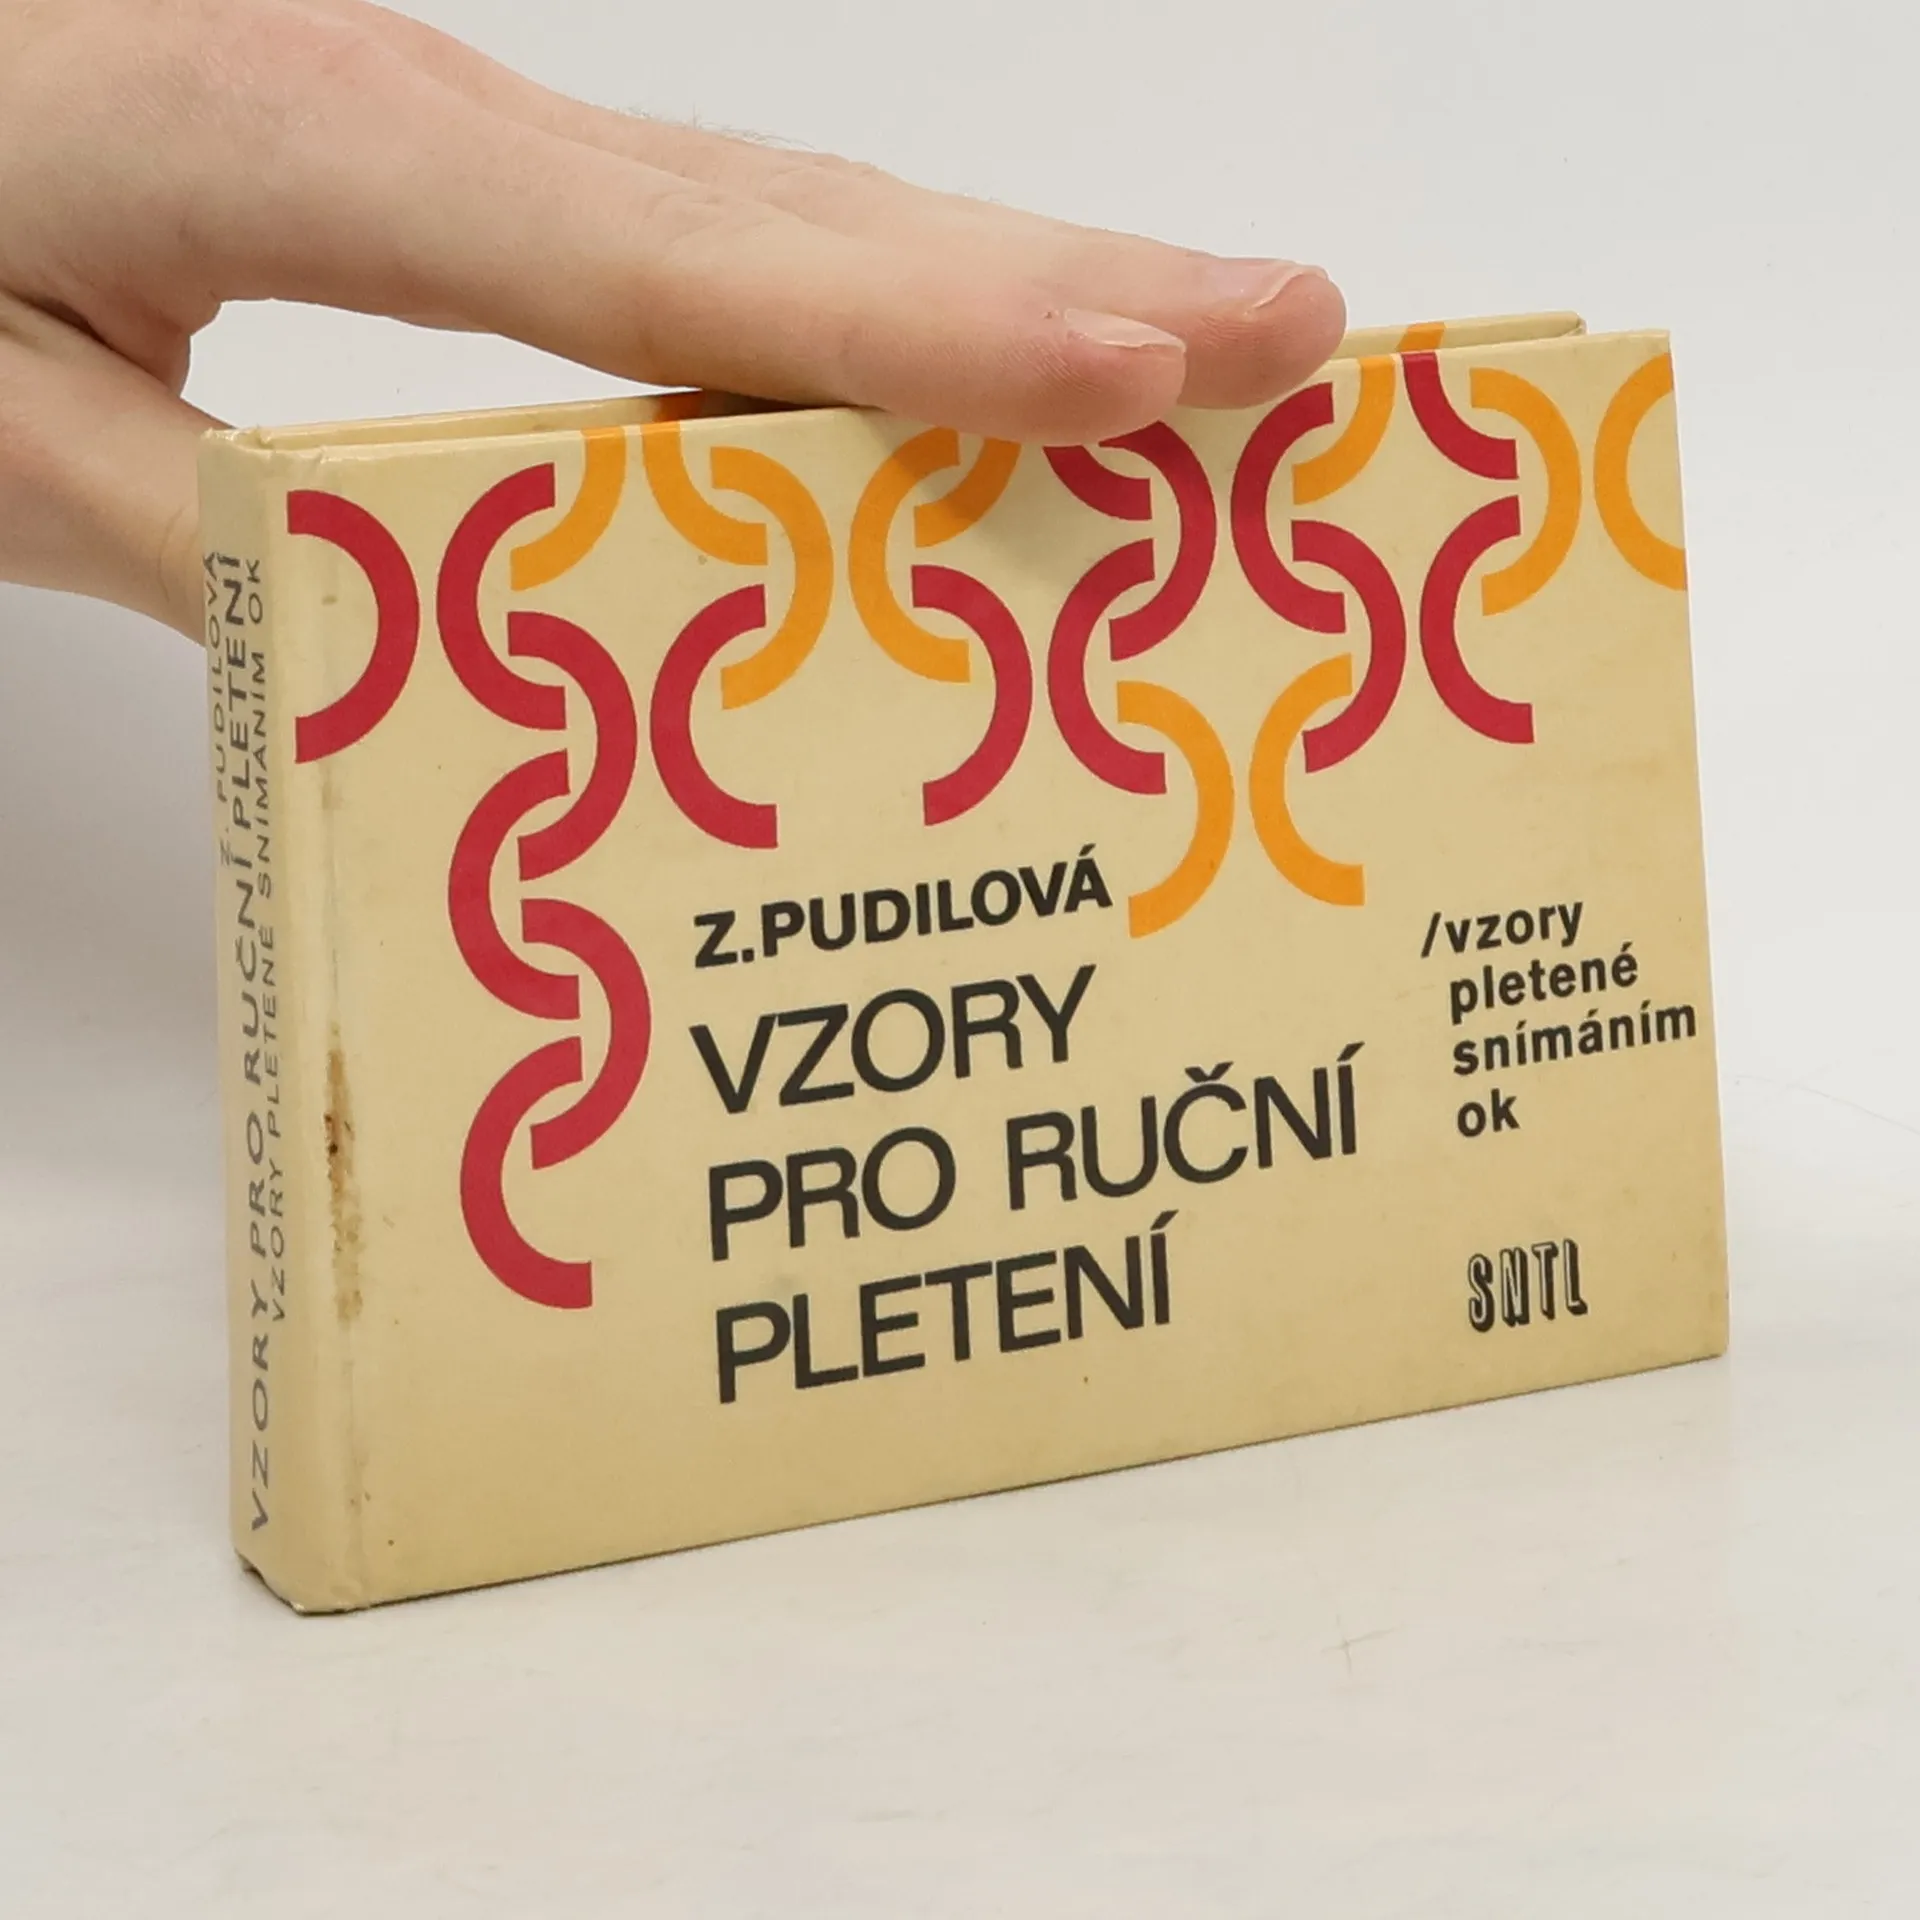 Z. PUDILOVÁ
VZORY PRO RUČNÍ PLETENÍ
VZORY PLETENÉ SNÍMÁNÍM OK
Z. PUDILOVÁ
VZORY
PRO RUČNÍ
PLETENÍ
/vzory
pletené
snímáním
ok
SNTL